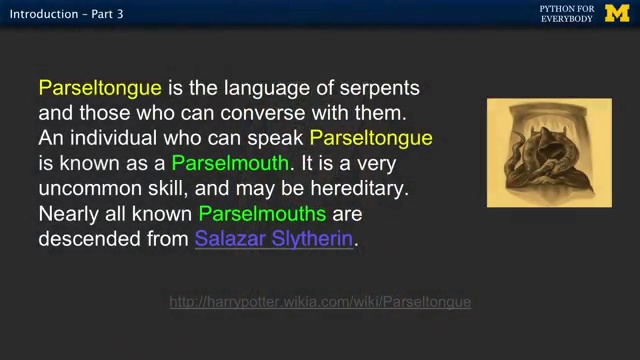 Introduction – Part 3
PYTHON FOR
EVERYBODY
M
Parseltongue is the language of serpents
and those who can converse with them.
An individual who can speak Parseltongue
is known as a Parselmouth. It is a very
uncommon skill, and may be hereditary.
Nearly all known Parselmouths are
descended from Salazar Slytherin.
http://harrypotter.wikia.com/wiki/Parseltongue